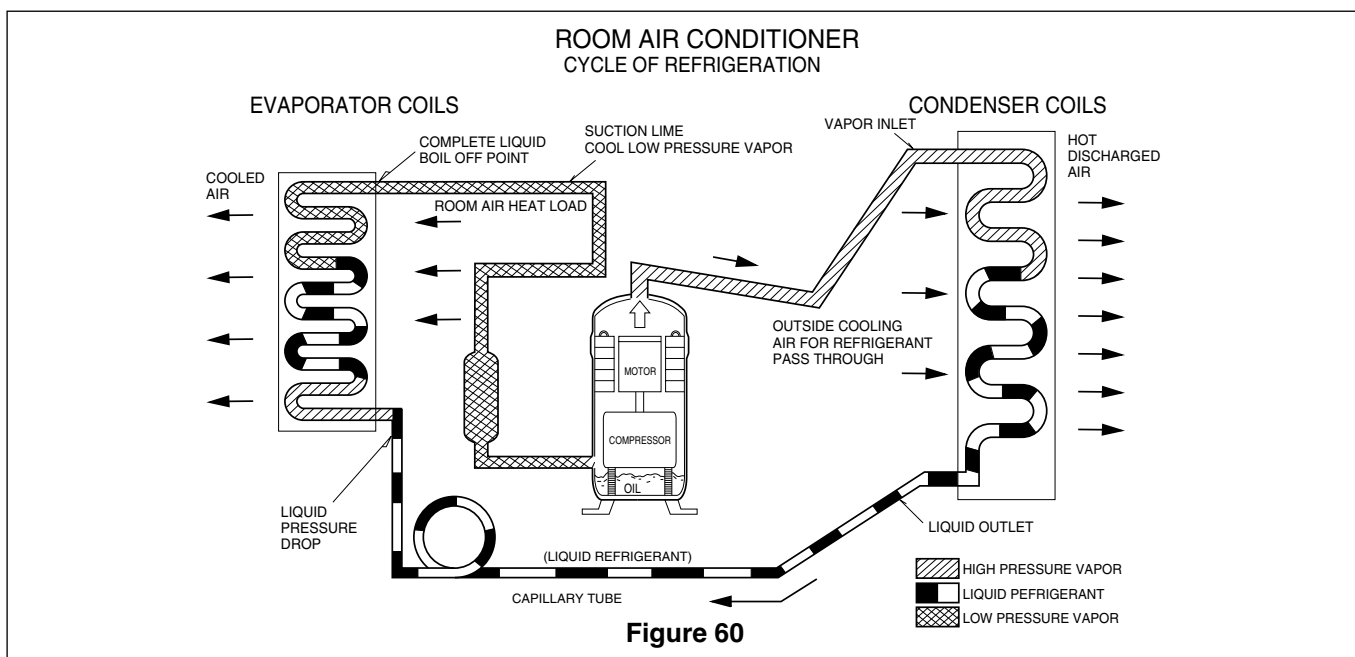 ROOM AIR CONDITIONER
CYCLE OF REFRIGERATION
EVAPORATOR COILS
CONDENSER COILS
COMPLETE LIQUID
BOIL OFF POINT
SUCTION LIME
COOL LOW PRESSURE VAPOR
VAPOR INLET
HOT
DISCHARGED
AIR
COOLED
AIR
ROOM AIR HEAT LOAD
OUTSIDE COOLING
AIR FOR REFRIGERANT
PASS THROUGH
MOTOR
COMPRESSOR
OIL
LIQUID
PRESSURE
DROP
LIQUID OUTLET
(LIQUID REFRIGERANT)
CAPILLARY TUBE
HIGH PRESSURE VAPOR
LIQUID PEFRIGERANT
LOW PRESSURE VAPOR
Figure 60